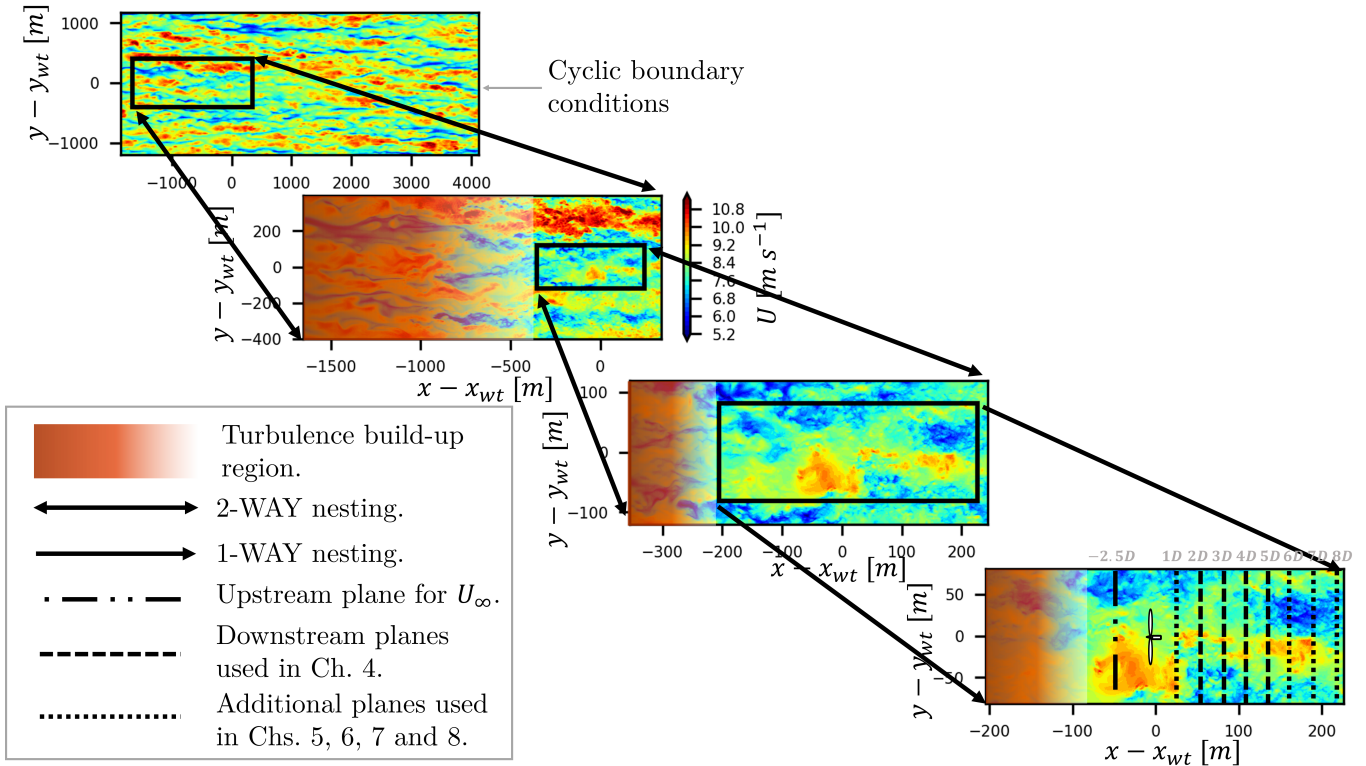 y − y_wt [m]
1000
0
−1000
−1000 0 1000 2000 3000 4000
Cyclic boundary
conditions
y − y_wt [m]
200
0
−200
−400
−1500 −1000 −500 0
x − x_wt [m]
10.8
10.0
9.2
8.4
7.6
6.8
6.0
5.2
U [m s⁻¹]
y − y_wt [m]
100
0
−100
−300 −200 −100 0 100 200
x − x_wt [m]
−2.5D 1D 2D 3D 4D 5D 6D 7D 8D
y − y_wt [m]
50
0
−50
−200 −100 0 100 200
x − x_wt [m]
Turbulence build-up
region.
2-WAY nesting.
1-WAY nesting.
Upstream plane for U∞.
Downstream planes
used in Ch. 4.
Additional planes used
in Chs. 5, 6, 7 and 8.